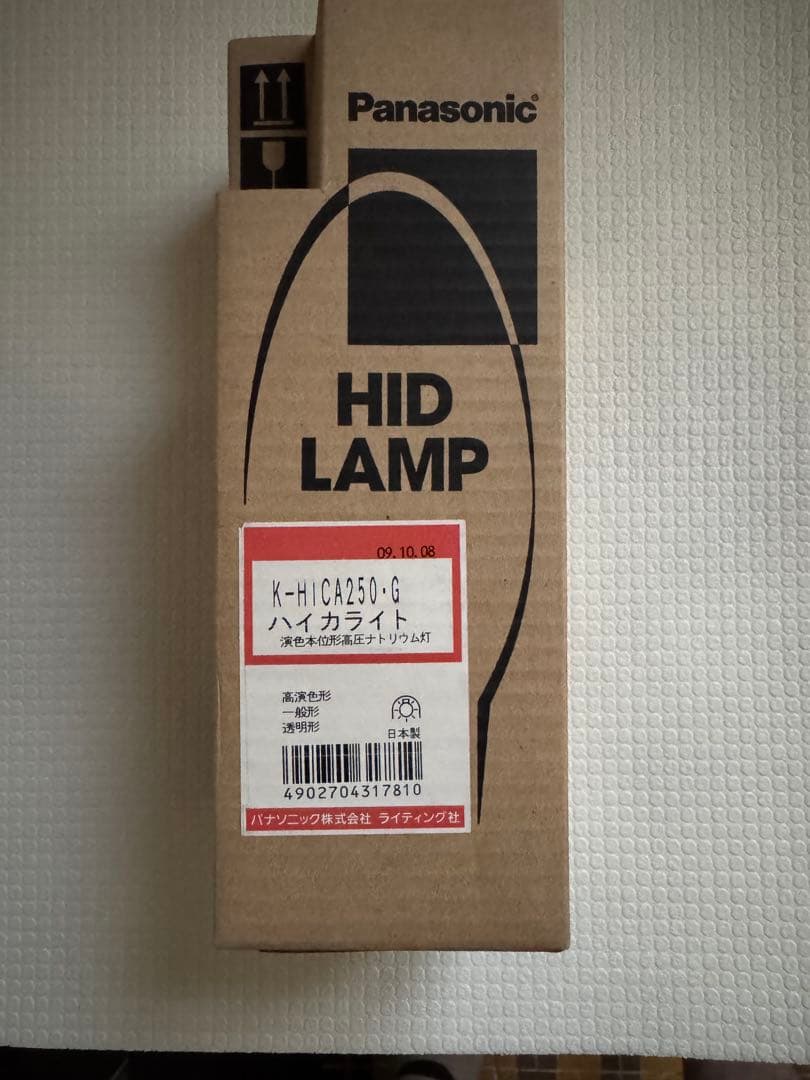 Panasonic
HID
LAMP
09.10.08
K-HICA250・G
ハイカライト
演色本位形高圧ナトリウム灯
高演色形
一般形
透明形
日本製
4902704317810
パナソニック株式会社 ライティング社